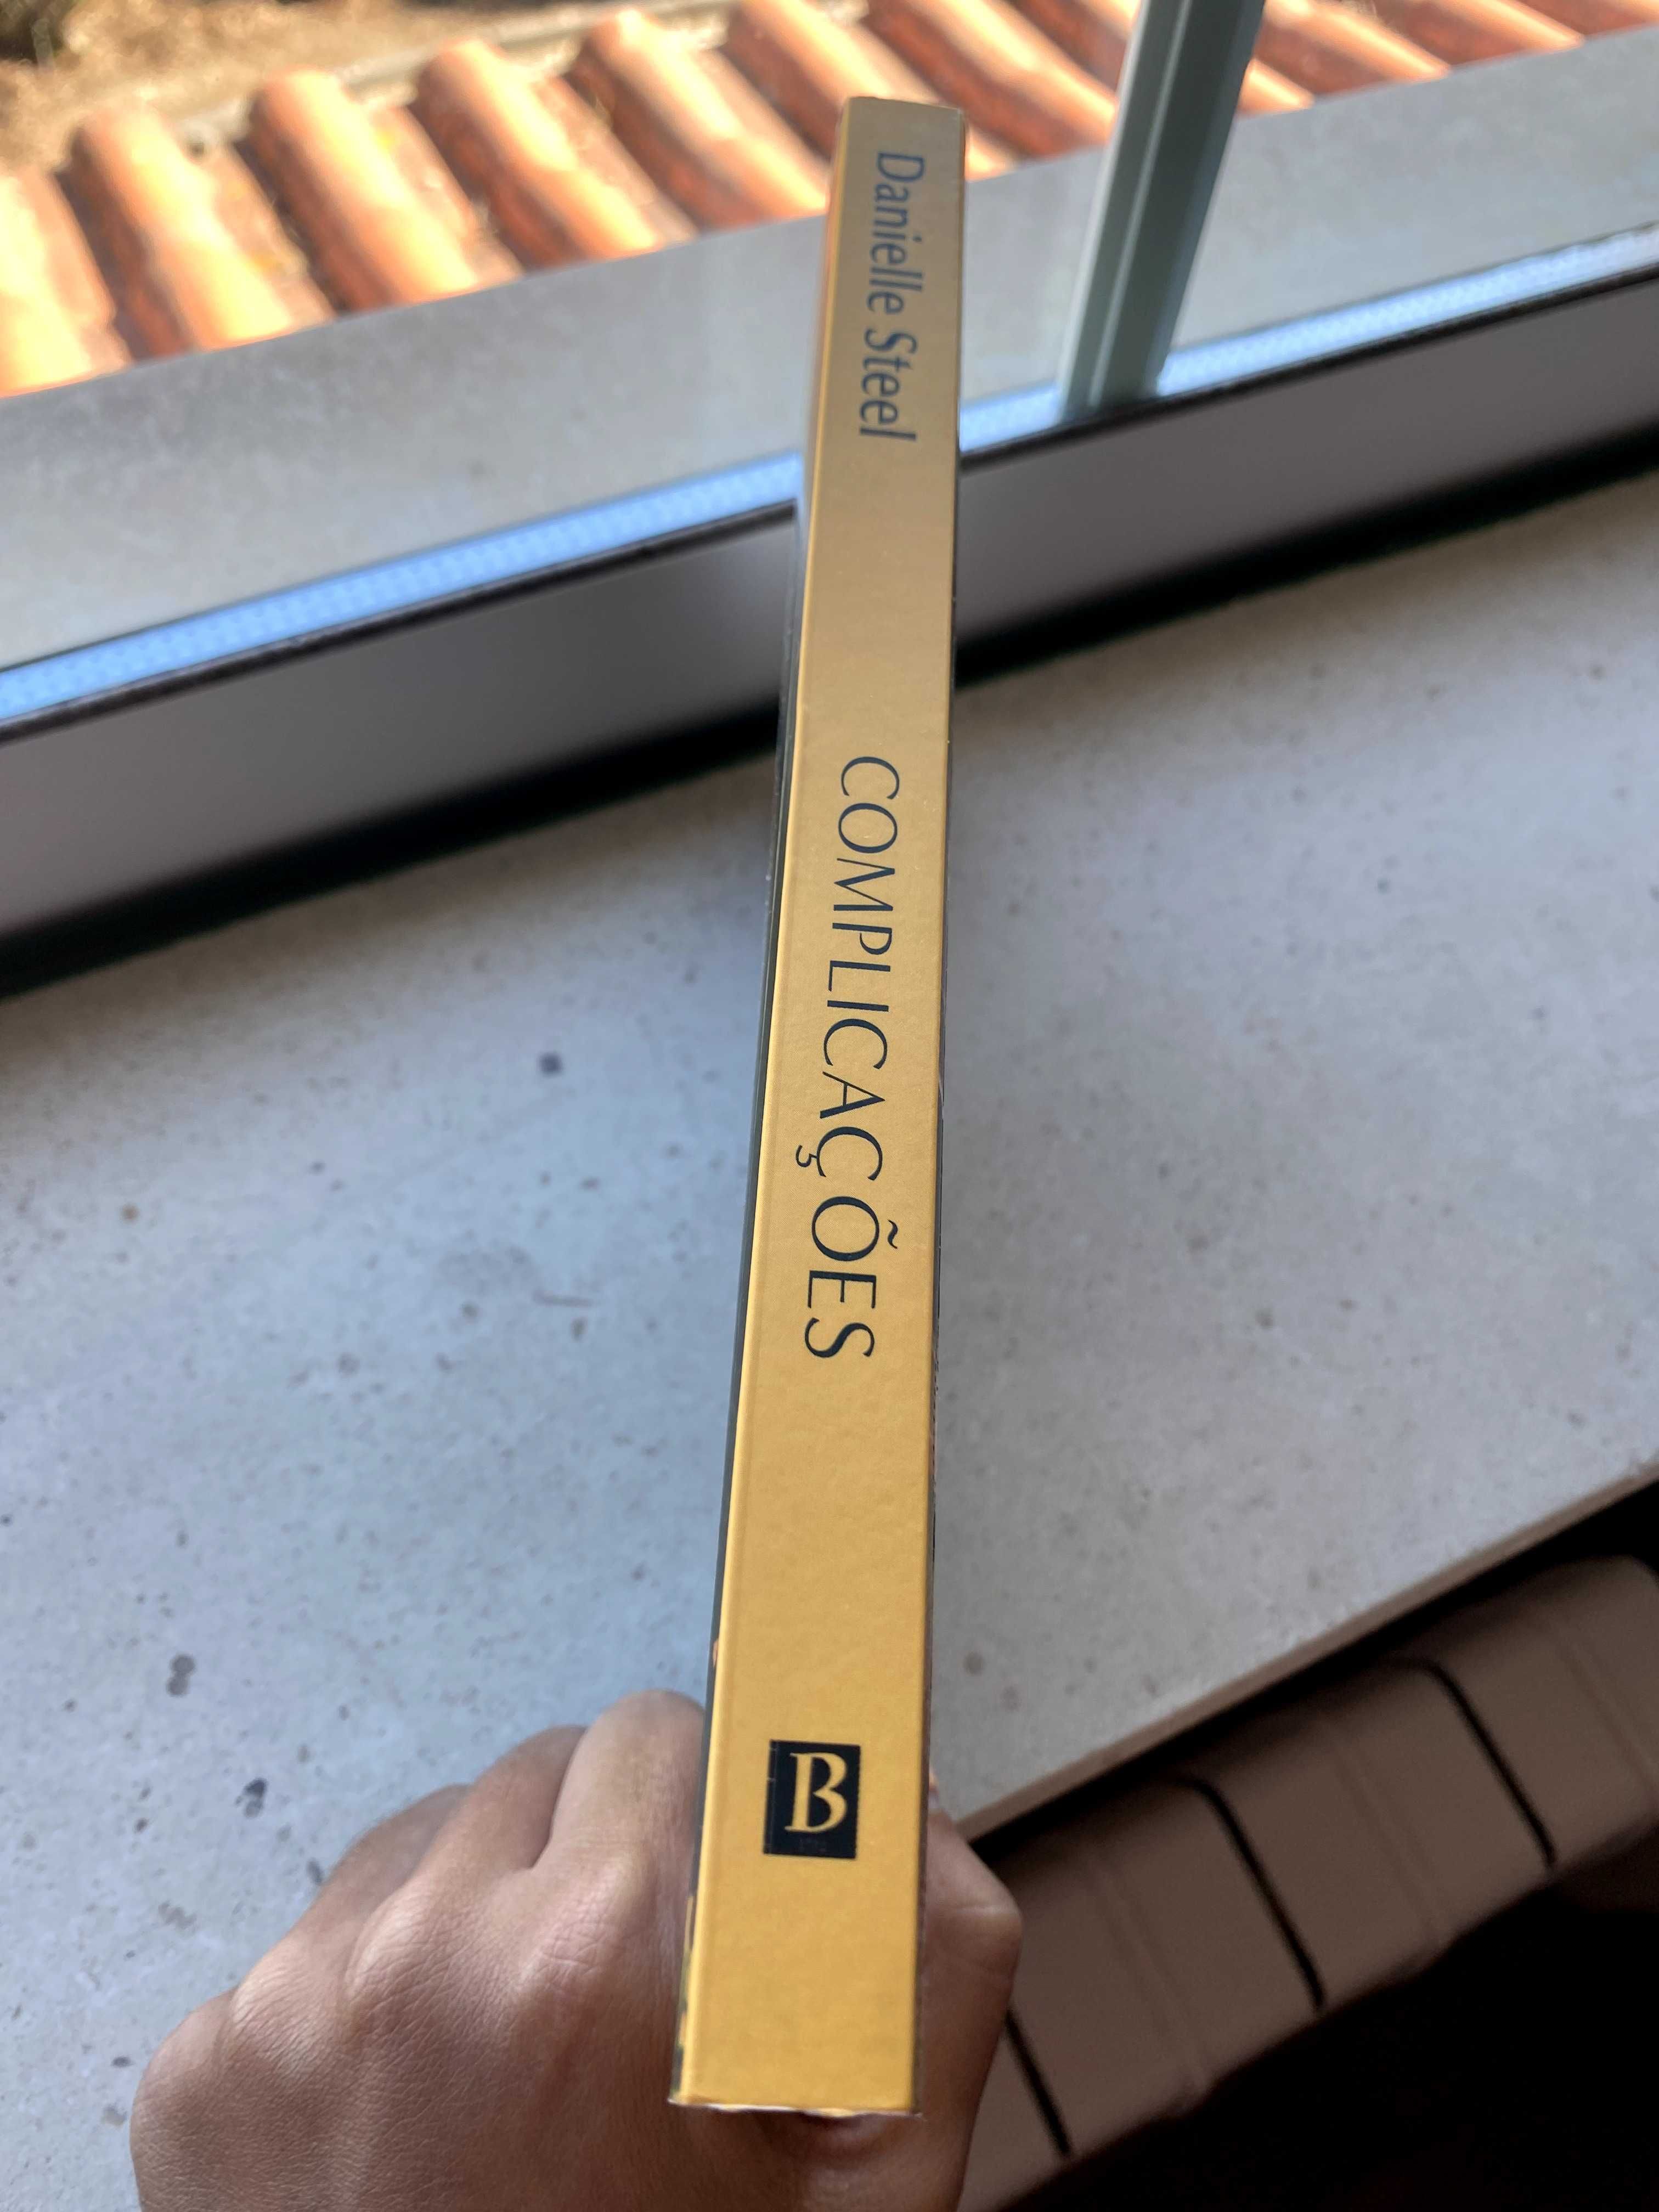 Danielle Steel
COMPLICAÇÕES
B